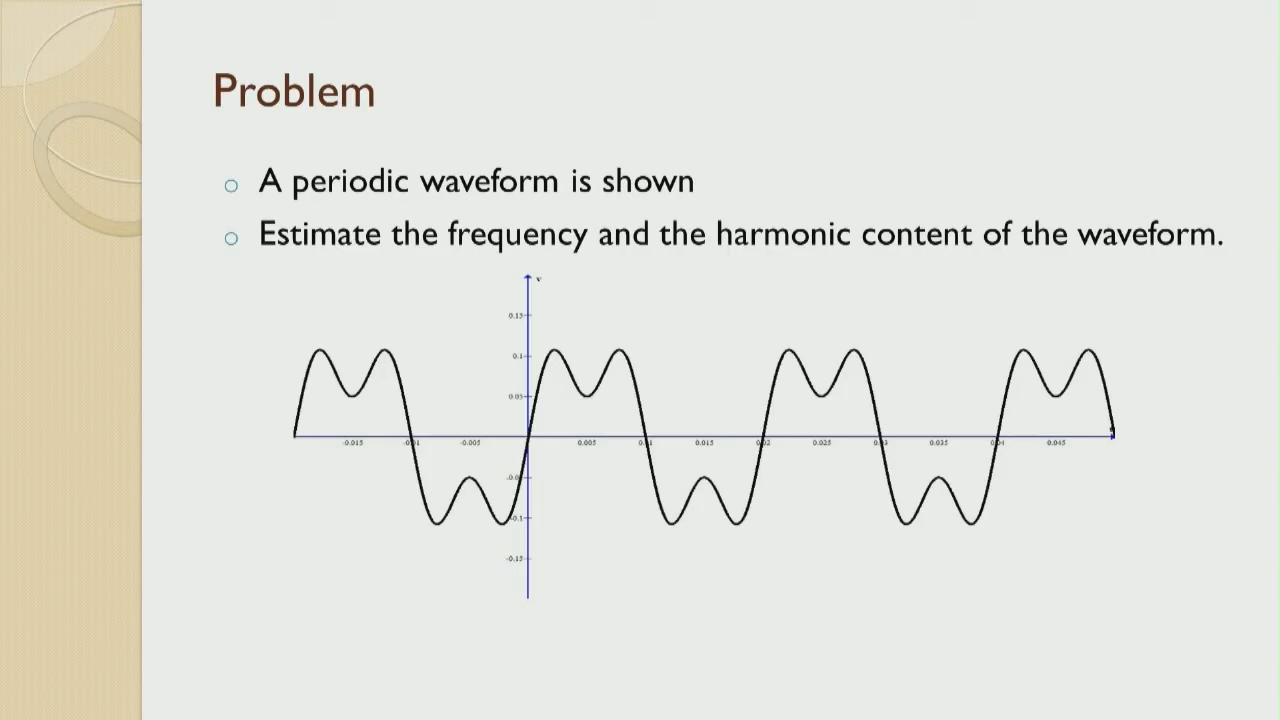 Problem
A periodic waveform is shown
Estimate the frequency and the harmonic content of the waveform.
v
0.15
0.1
0.05
-0.015 -0.01 -0.005 0.005 0.01 0.015 0.02 0.025 0.03 0.035 0.04 0.045
-0.1
-0.15